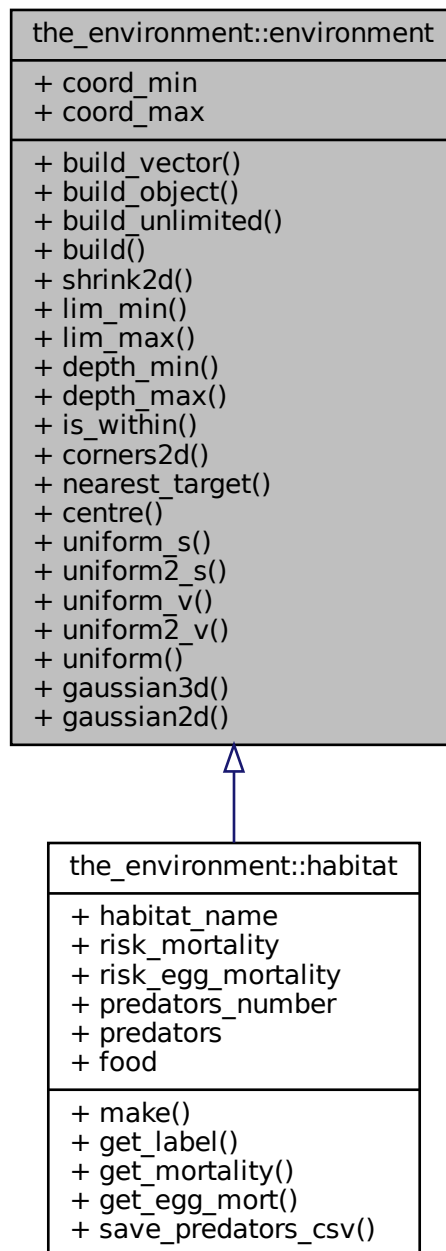 the_environment::environment
+ coord_min
+ coord_max
+ build_vector()
+ build_object()
+ build_unlimited()
+ build()
+ shrink2d()
+ lim_min()
+ lim_max()
+ depth_min()
+ depth_max()
+ is_within()
+ corners2d()
+ nearest_target()
+ centre()
+ uniform_s()
+ uniform2_s()
+ uniform_v()
+ uniform2_v()
+ uniform()
+ gaussian3d()
+ gaussian2d()
the_environment::habitat
+ habitat_name
+ risk_mortality
+ risk_egg_mortality
+ predators_number
+ predators
+ food
+ make()
+ get_label()
+ get_mortality()
+ get_egg_mort()
+ save_predators_csv()